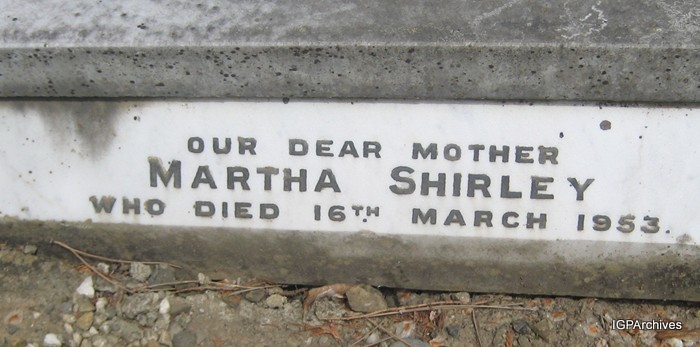 OUR DEAR MOTHER
MARTHA SHIRLEY
WHO DIED 16TH MARCH 1953.
IGPArchives